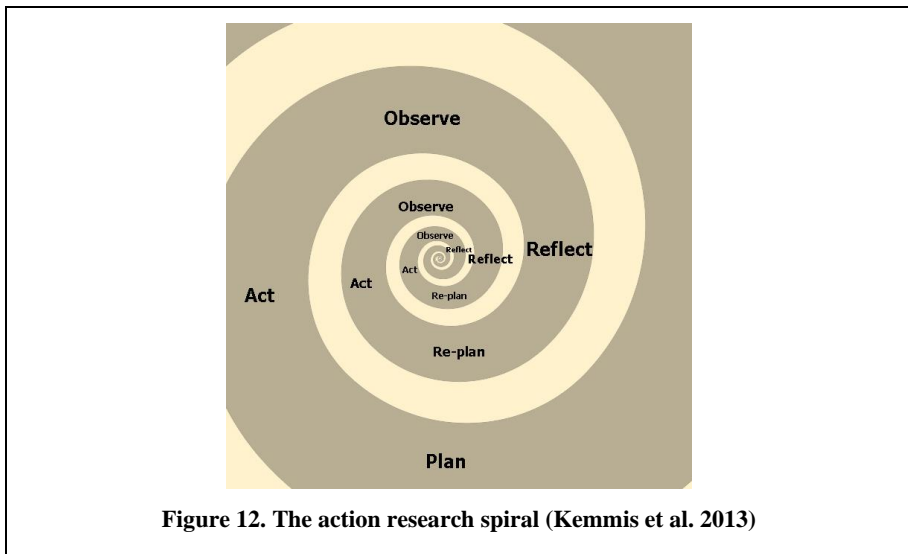 Observe
Observe
Observe
Reflect
Reflect
Reflect
Act
Act
Act
Re-plan
Re-plan
Plan
Figure 12. The action research spiral (Kemmis et al. 2013)